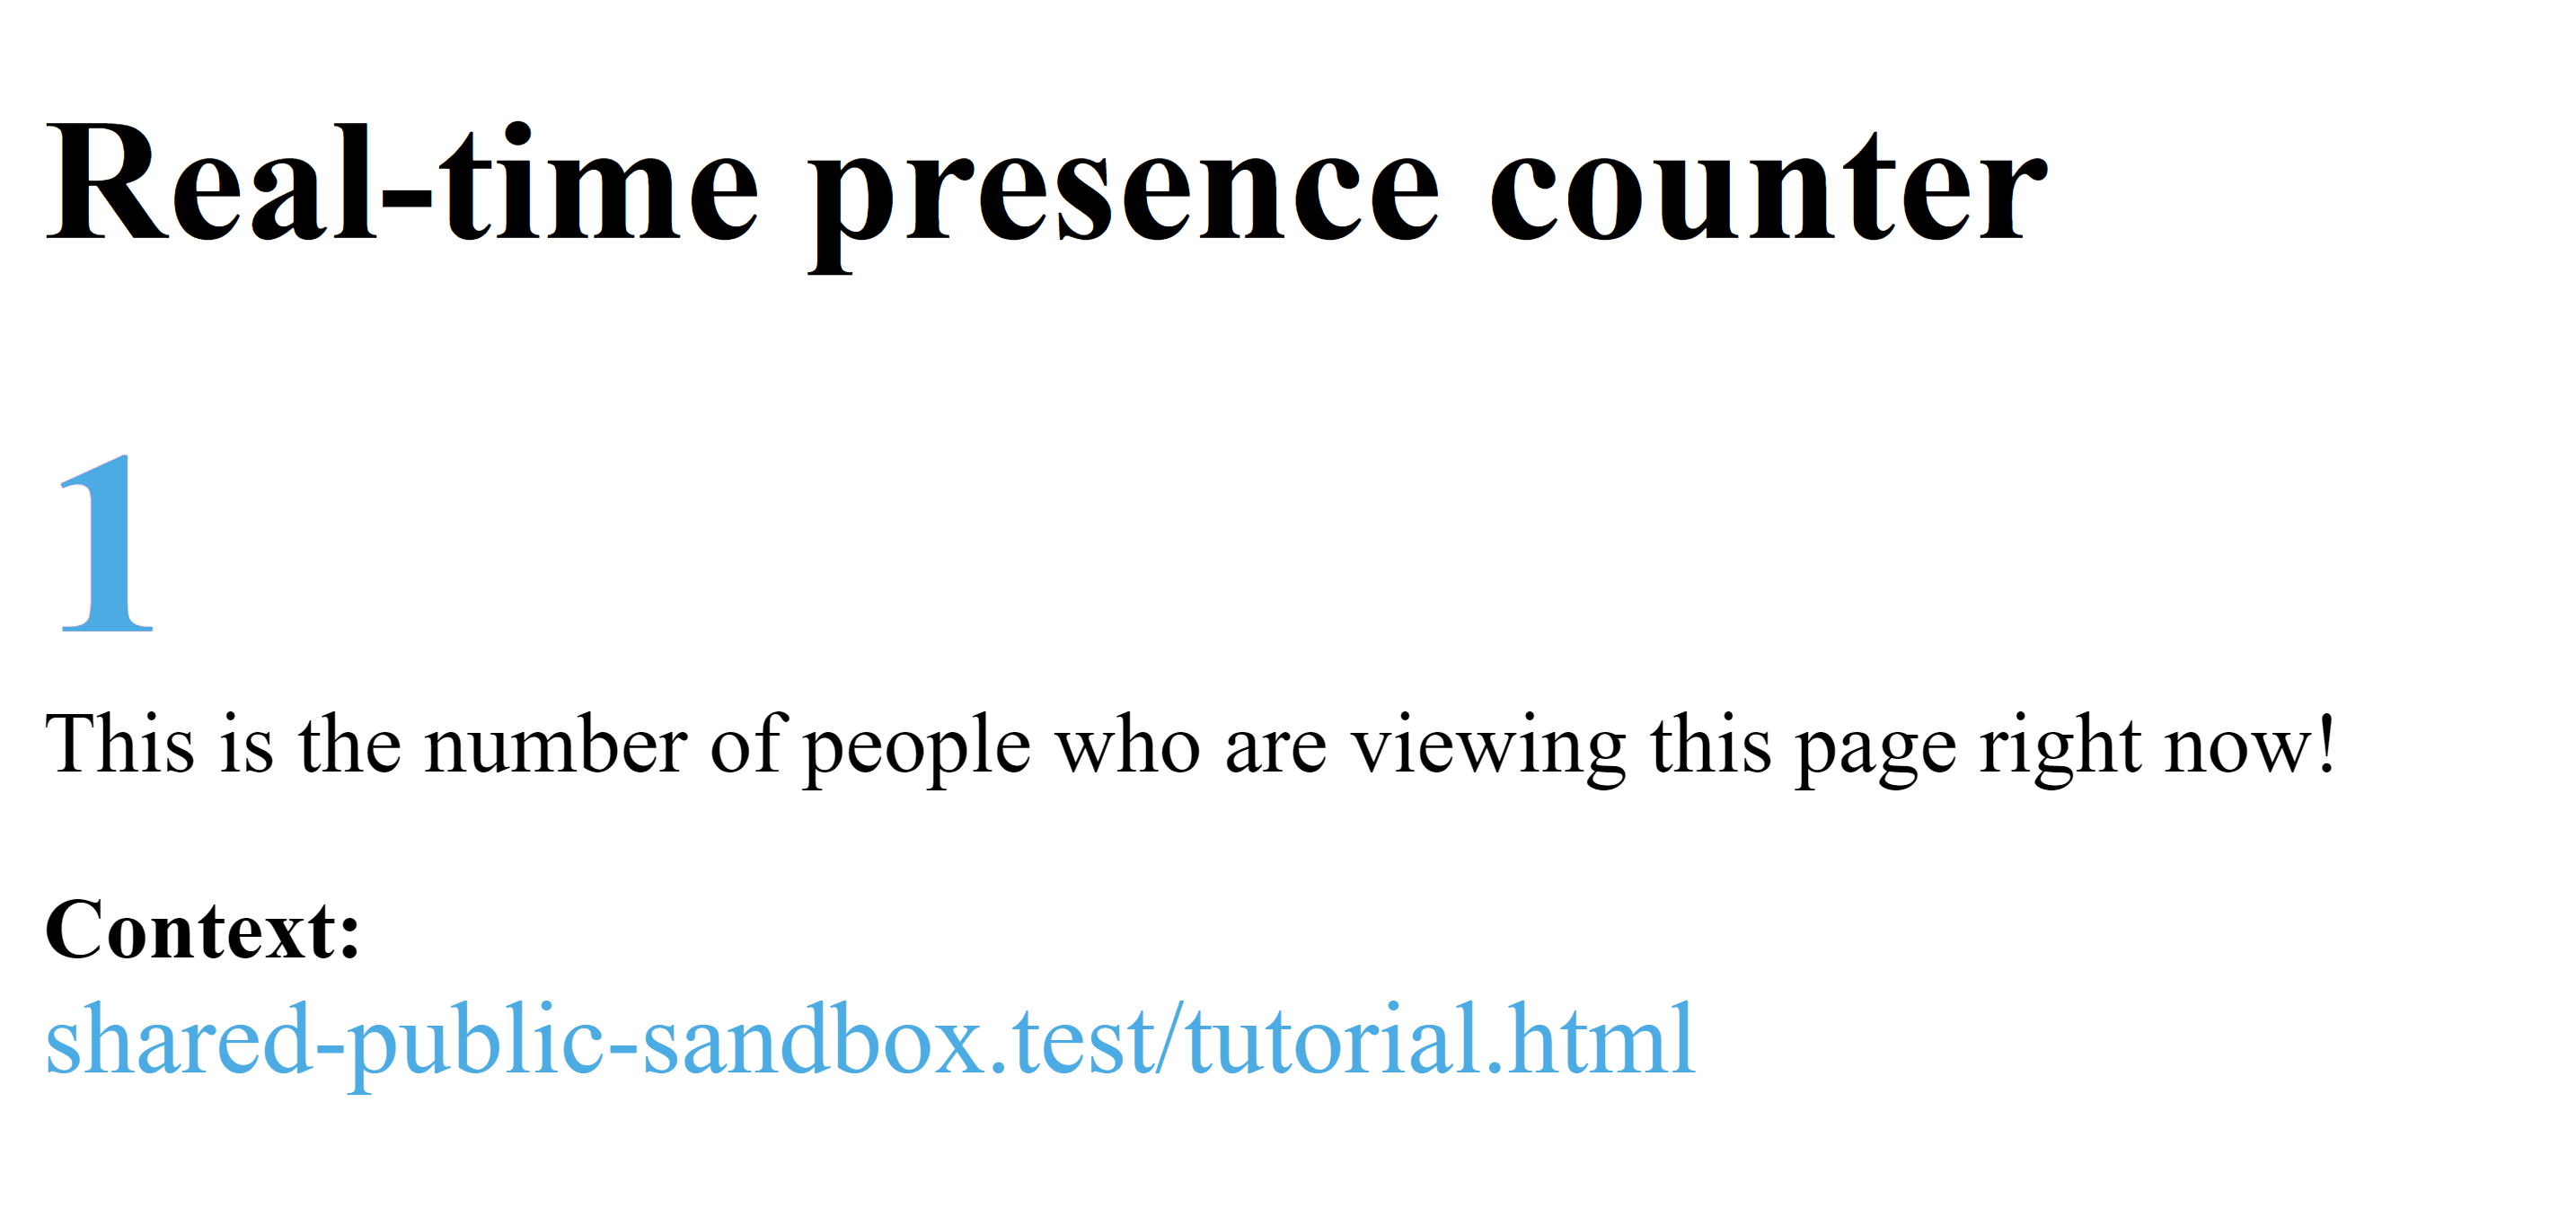 Real-time presence counter
1
This is the number of people who are viewing this page right now!
Context:
shared-public-sandbox.test/tutorial.html